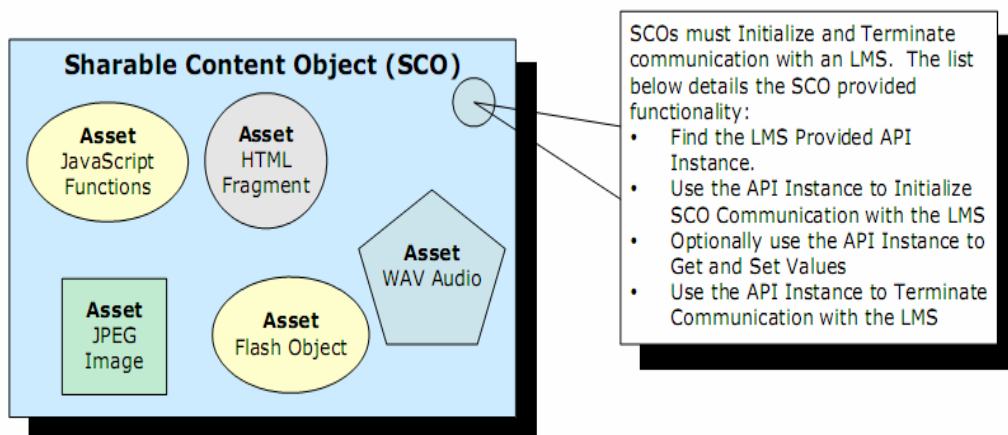 Sharable Content Object (SCO)
Asset
JavaScript
Functions
Asset
HTML
Fragment
Asset
WAV Audio
Asset
JPEG
Image
Asset
Flash Object
SCOs must Initialize and Terminate
communication with an LMS. The list
below details the SCO provided
functionality:
• Find the LMS Provided API
Instance.
• Use the API Instance to Initialize
SCO Communication with the LMS
• Optionally use the API Instance to
Get and Set Values
• Use the API Instance to Terminate
Communication with the LMS